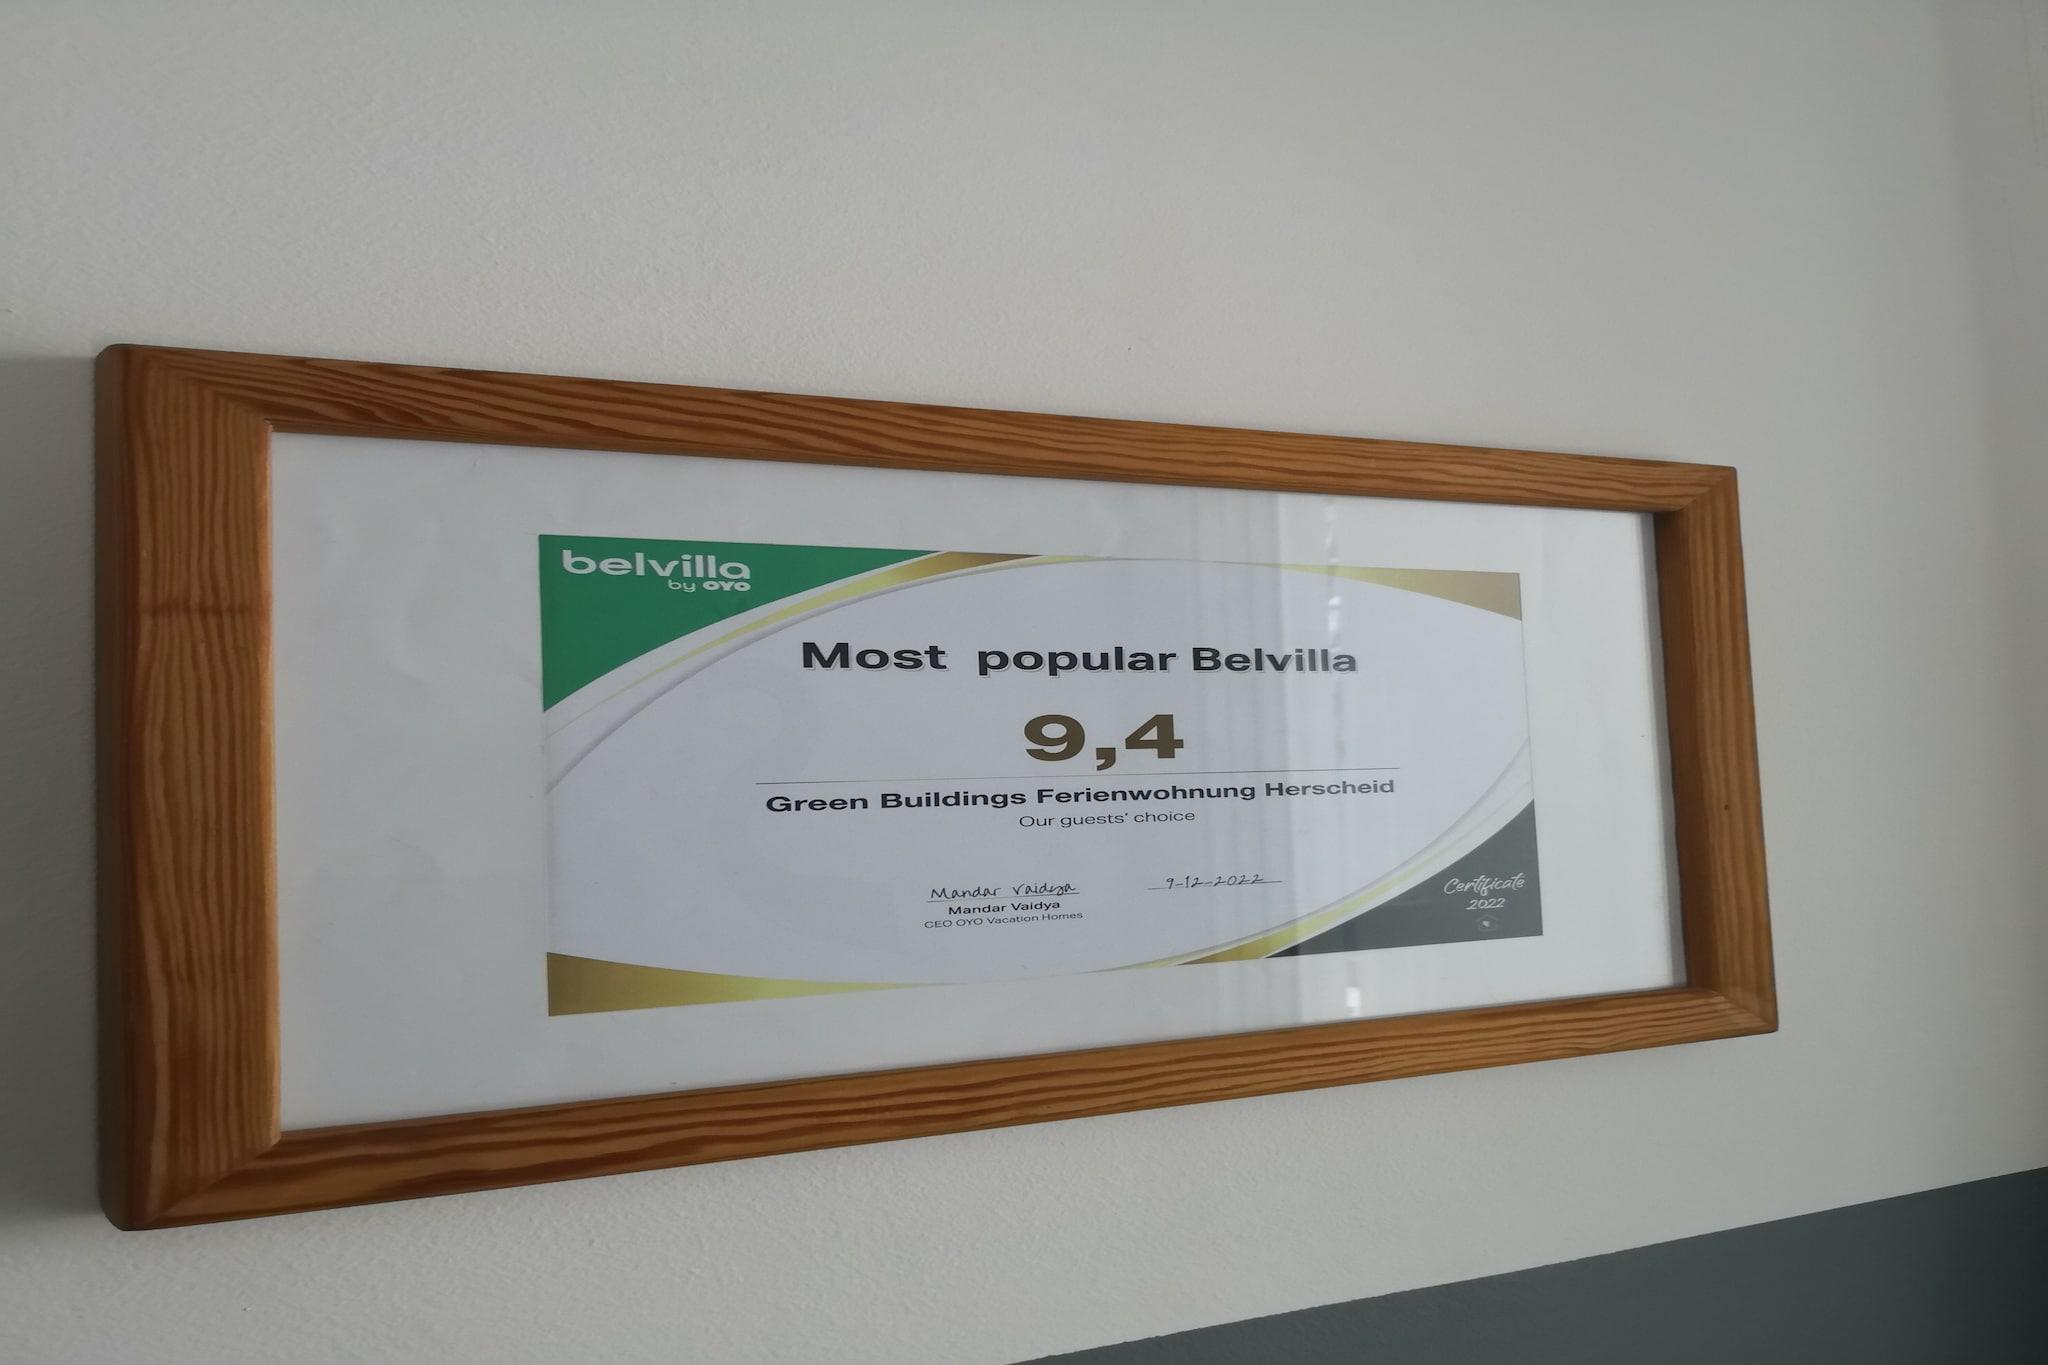 belvilla
by OYO
Most popular Belvilla
9,4
Green Buildings Ferienwohnung Herscheid
Our guests' choice
Mandar Vaidya
9-12-2022
Mandar Vaidya
CEO OYO Vacation Homes
Certificate
2022